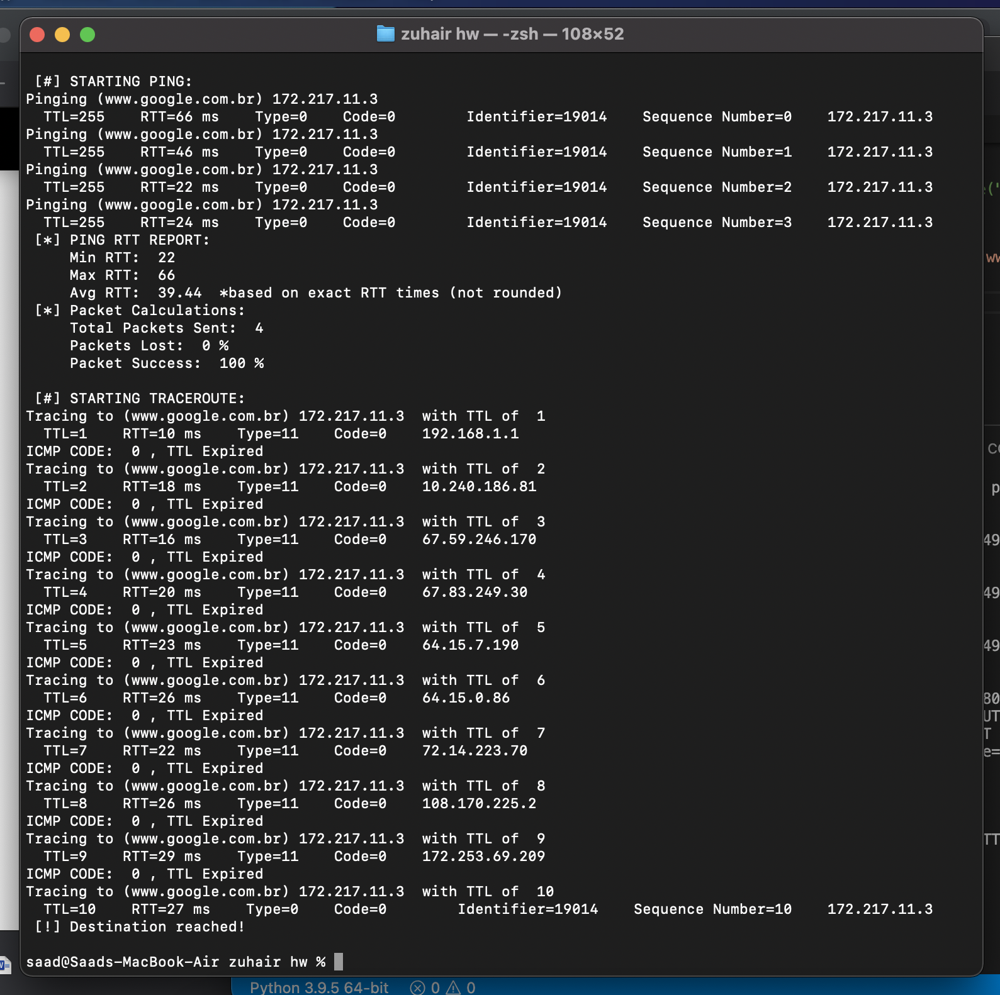 zuhair hw — -zsh — 108×52
[#] STARTING PING:
Pinging (www.google.com.br) 172.217.11.3
TTL=255    RTT=66 ms    Type=0    Code=0        Identifier=19014    Sequence Number=0    172.217.11.3
Pinging (www.google.com.br) 172.217.11.3
TTL=255    RTT=46 ms    Type=0    Code=0        Identifier=19014    Sequence Number=1    172.217.11.3
Pinging (www.google.com.br) 172.217.11.3
TTL=255    RTT=22 ms    Type=0    Code=0        Identifier=19014    Sequence Number=2    172.217.11.3
Pinging (www.google.com.br) 172.217.11.3
TTL=255    RTT=24 ms    Type=0    Code=0        Identifier=19014    Sequence Number=3    172.217.11.3
[*] PING RTT REPORT:
Min RTT:  22
Max RTT:  66
Avg RTT:  39.44  *based on exact RTT times (not rounded)
[*] Packet Calculations:
Total Packets Sent:  4
Packets Lost:  0 %
Packet Success:  100 %
[#] STARTING TRACEROUTE:
Tracing to (www.google.com.br) 172.217.11.3  with TTL of  1
TTL=1    RTT=10 ms    Type=11    Code=0    192.168.1.1
ICMP CODE:  0 , TTL Expired
Tracing to (www.google.com.br) 172.217.11.3  with TTL of  2
TTL=2    RTT=18 ms    Type=11    Code=0    10.240.186.81
ICMP CODE:  0 , TTL Expired
Tracing to (www.google.com.br) 172.217.11.3  with TTL of  3
TTL=3    RTT=16 ms    Type=11    Code=0    67.59.246.170
ICMP CODE:  0 , TTL Expired
Tracing to (www.google.com.br) 172.217.11.3  with TTL of  4
TTL=4    RTT=20 ms    Type=11    Code=0    67.83.249.30
ICMP CODE:  0 , TTL Expired
Tracing to (www.google.com.br) 172.217.11.3  with TTL of  5
TTL=5    RTT=23 ms    Type=11    Code=0    64.15.7.190
ICMP CODE:  0 , TTL Expired
Tracing to (www.google.com.br) 172.217.11.3  with TTL of  6
TTL=6    RTT=26 ms    Type=11    Code=0    64.15.0.86
ICMP CODE:  0 , TTL Expired
Tracing to (www.google.com.br) 172.217.11.3  with TTL of  7
TTL=7    RTT=22 ms    Type=11    Code=0    72.14.223.70
ICMP CODE:  0 , TTL Expired
Tracing to (www.google.com.br) 172.217.11.3  with TTL of  8
TTL=8    RTT=26 ms    Type=11    Code=0    108.170.225.2
ICMP CODE:  0 , TTL Expired
Tracing to (www.google.com.br) 172.217.11.3  with TTL of  9
TTL=9    RTT=29 ms    Type=11    Code=0    172.253.69.209
ICMP CODE:  0 , TTL Expired
Tracing to (www.google.com.br) 172.217.11.3  with TTL of  10
TTL=10    RTT=27 ms    Type=0    Code=0        Identifier=19014    Sequence Number=10    172.217.11.3
[!] Destination reached!
saad@Saads-MacBook-Air zuhair hw %
Python 3.9.5 64-bit    0  0